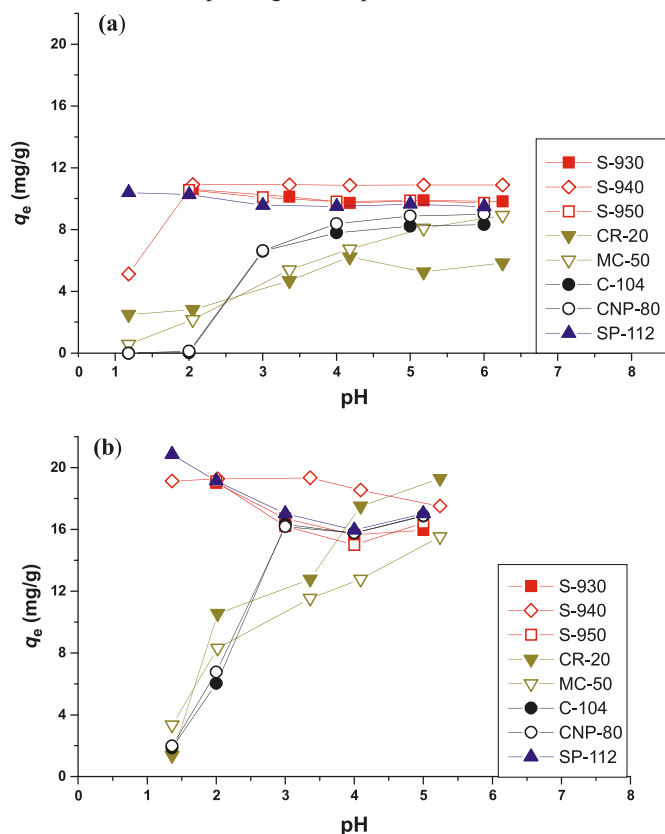 (a)
20
16
12
8
4
0
qe (mg/g)
1 2 3 4 5 6 7 8
pH
S-930
S-940
S-950
CR-20
MC-50
C-104
CNP-80
SP-112
(b)
20
16
12
8
4
0
qe (mg/g)
0 1 2 3 4 5 6 7 8
pH
S-930
S-940
S-950
CR-20
MC-50
C-104
CNP-80
SP-112